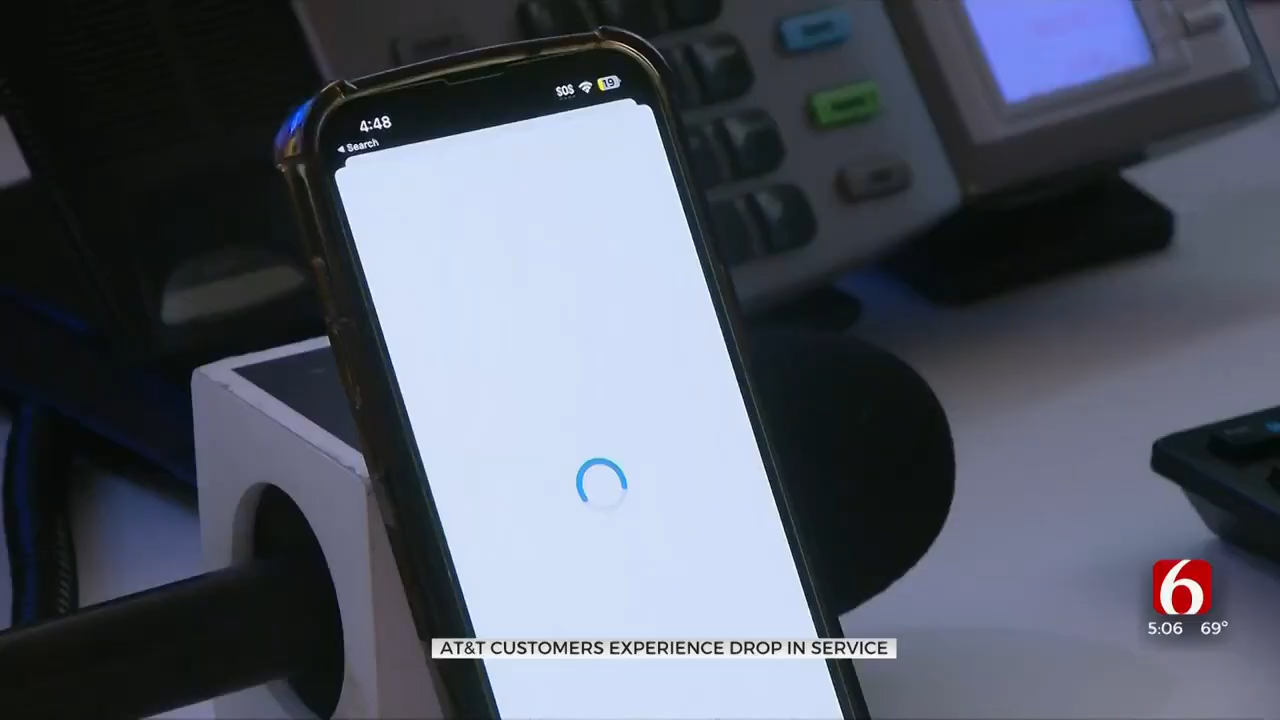 SOS 19
4:48
◀ Search
AT&T CUSTOMERS EXPERIENCE DROP IN SERVICE
6
5:06 69°